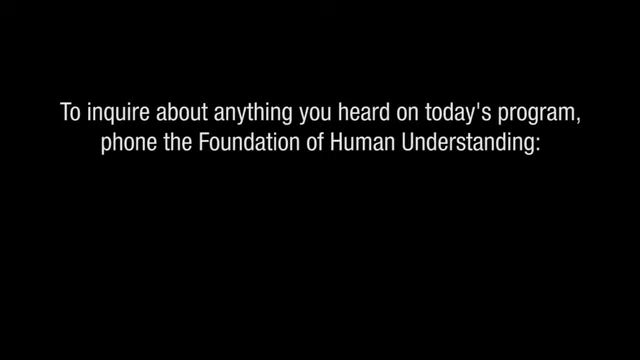 To inquire about anything you heard on today's program,
phone the Foundation of Human Understanding: